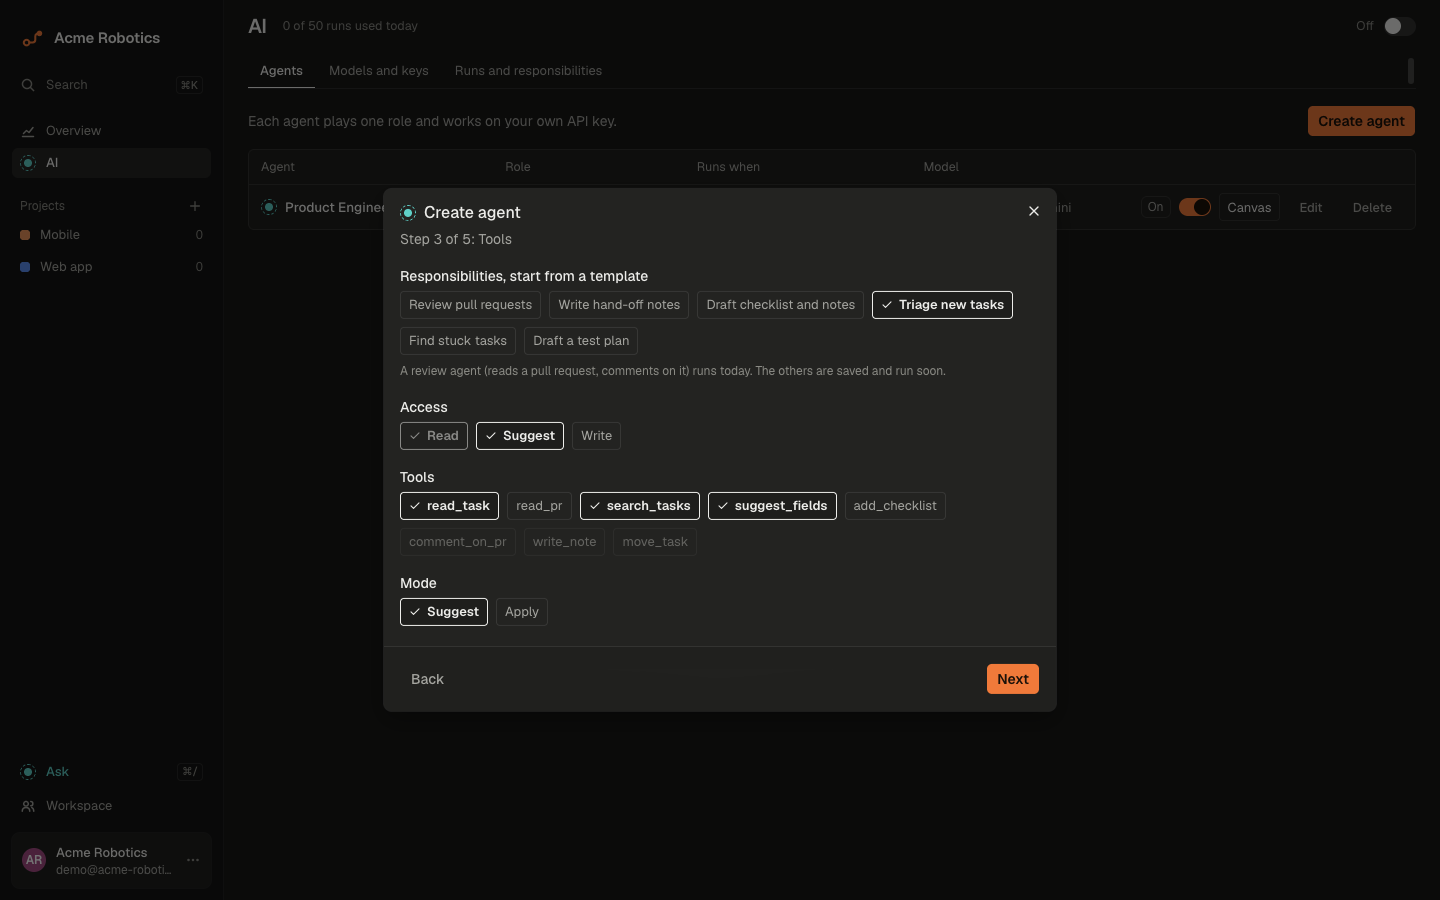 Acme Robotics
Search ⌘K
Overview
AI
Projects
Mobile 0
Web app 0
Ask ⌘/
Workspace
AR
Acme Robotics
demo@acme-roboti...
AI 0 of 50 runs used today Off
Agents Models and keys Runs and responsibilities
Each agent plays one role and works on your own API key. Create agent
Agent Role Runs when Model
Product Enginee On Canvas Edit Delete
Create agent
Step 3 of 5: Tools
Responsibilities, start from a template
Review pull requests Write hand-off notes Draft checklist and notes Triage new tasks
Find stuck tasks Draft a test plan
A review agent (reads a pull request, comments on it) runs today. The others are saved and run soon.
Access
Read Suggest Write
Tools
read_task read_pr search_tasks suggest_fields add_checklist
comment_on_pr write_note move_task
Mode
Suggest Apply
Back Next